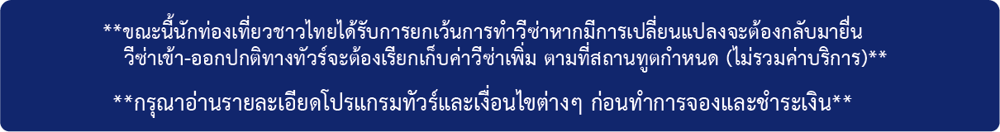 **ขณะนี้นักท่องเที่ยวชาวไทยได้รับการยกเว้นการทำวีซ่าหากมีการเปลี่ยนแปลงจะต้องกลับมายื่น
วีซ่าเข้า-ออกปกติทางทัวร์จะต้องเรียกเก็บค่าวีซ่าเพิ่ม ตามที่สถานทูตกำหนด (ไม่รวมค่าบริการ)**
**กรุณาอ่านรายละเอียดโปรแกรมทัวร์และเงื่อนไขต่างๆ ก่อนทำการจองและชำระเงิน**